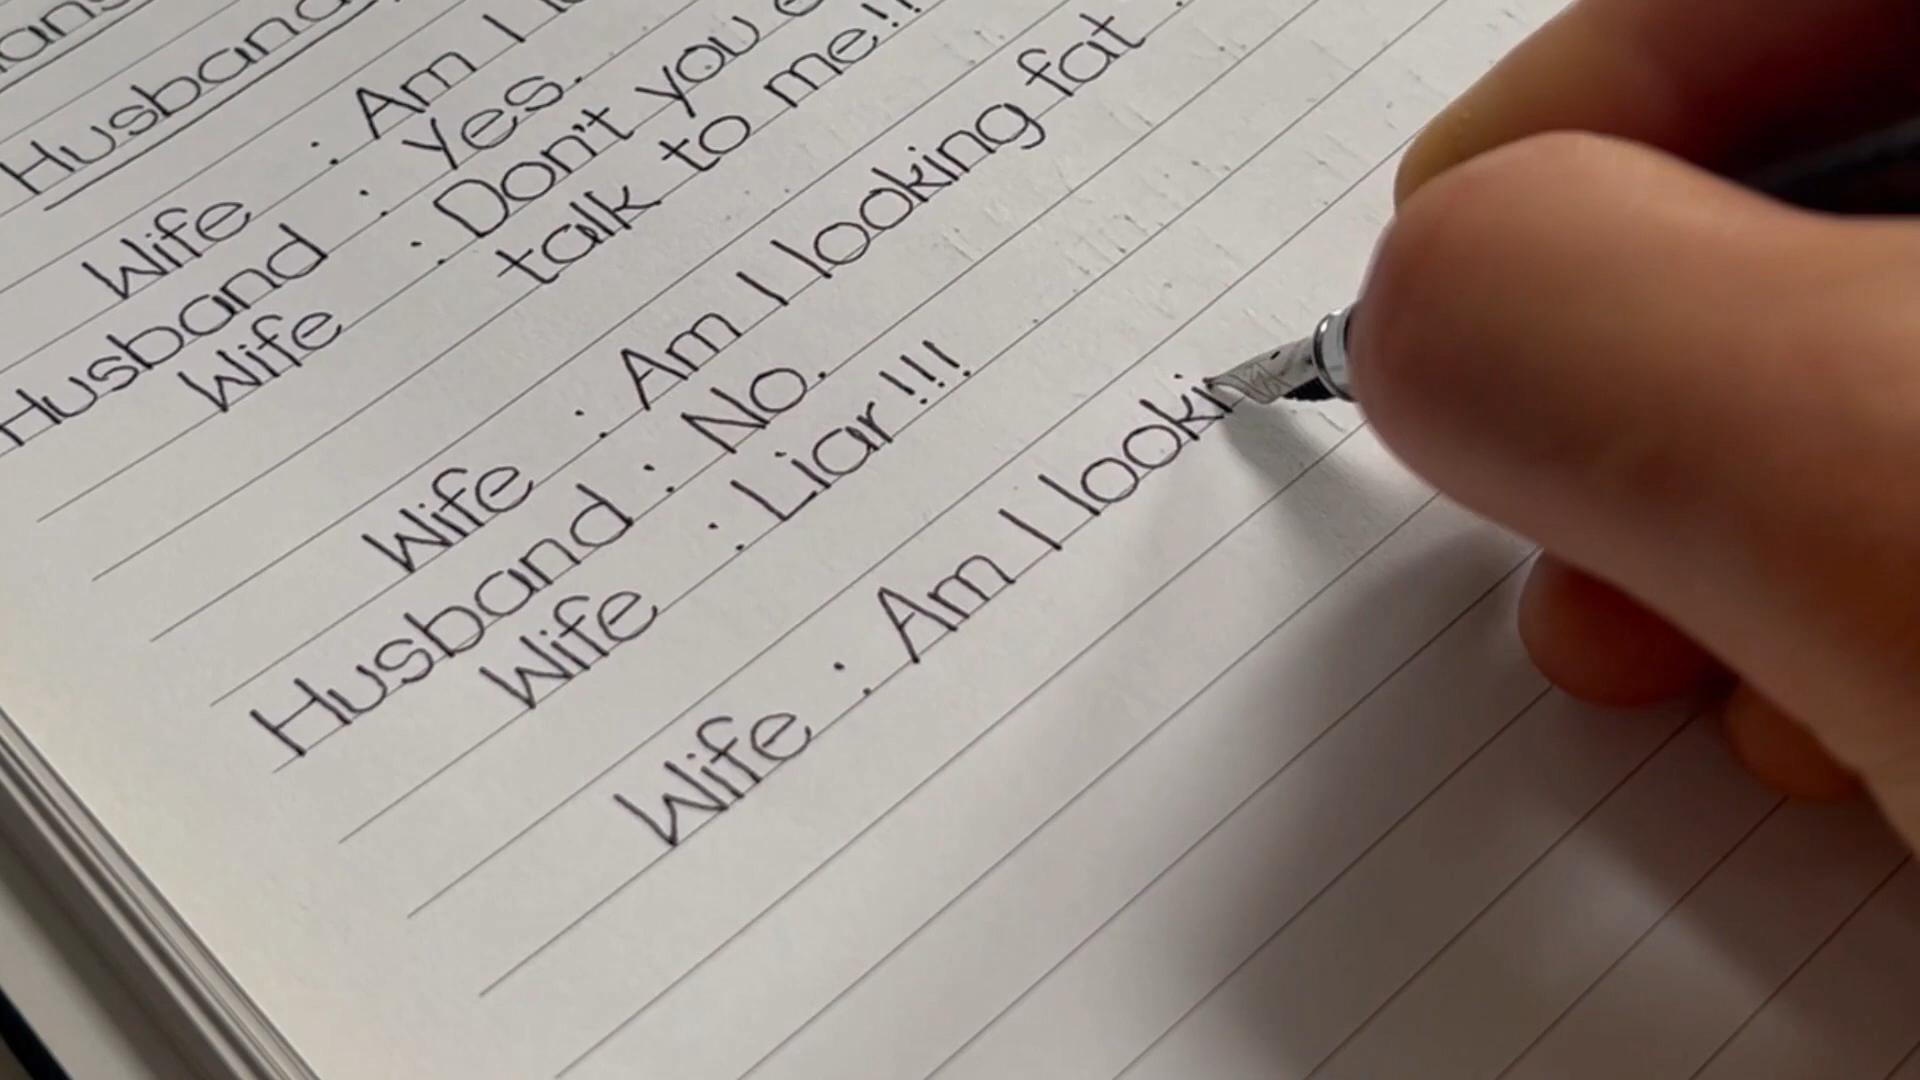 Husband
Wife : Am I
Husband : Yes.
Wife : Don't you
talk to me!!
Wife : Am I looking fat
Husband : No.
Wife : Liar!!!
Wife : Am I looki